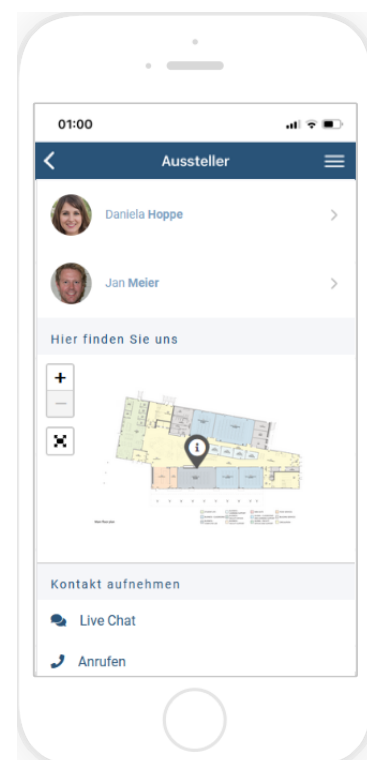 01:00
Aussteller
Daniela Hoppe
Jan Meier
Hier finden Sie uns
+
−
i
Kontakt aufnehmen
Live Chat
Anrufen